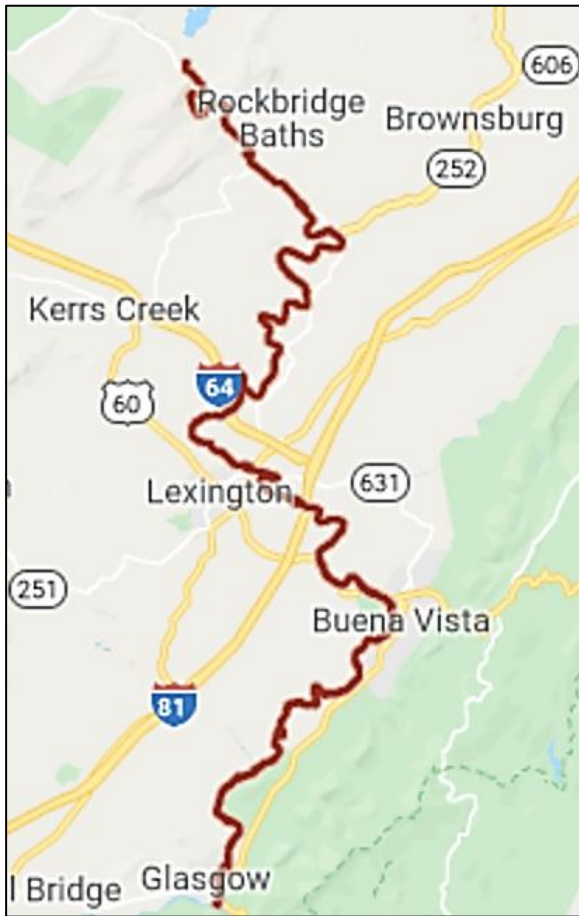 606
Rockbridge
Baths
Brownsburg
252
Kerrs Creek
64
60
Lexington
631
251
Buena Vista
81
l Bridge
Glasgow